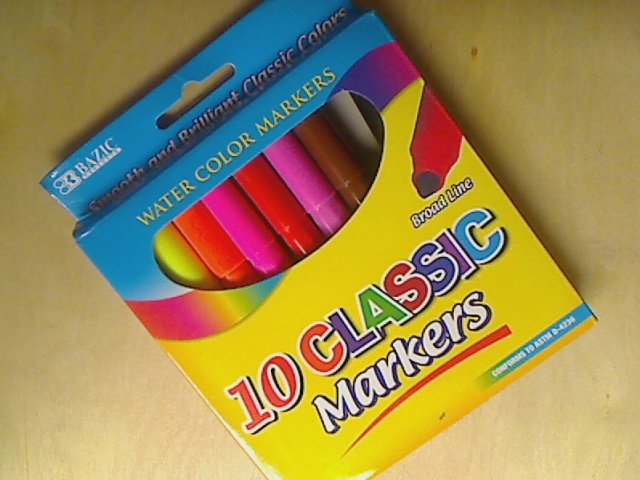 BAZIC
Smooth and Brilliant Classic Colors
WATER COLOR MARKERS
Broad Line
10 CLASSIC
Markers
CONFORMS TO ASTM D-4236